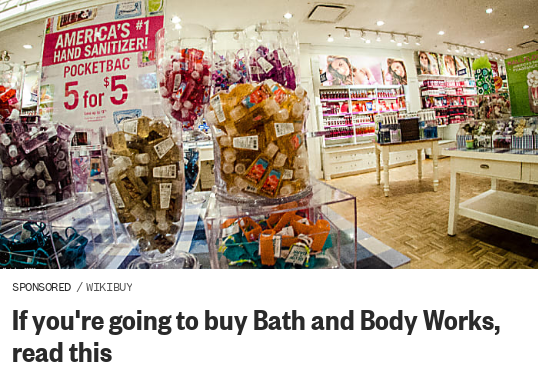 AMERICA'S #1
HAND SANITIZER!
POCKETBAC
5 for $5
SPONSORED / WIKIBUY
If you're going to buy Bath and Body Works,
read this